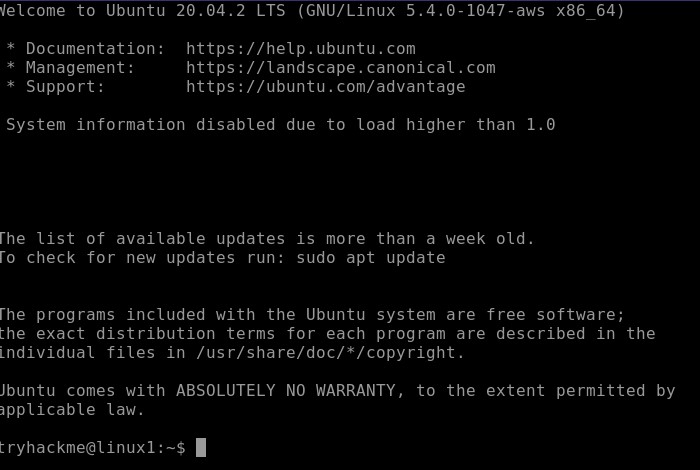 Welcome to Ubuntu 20.04.2 LTS (GNU/Linux 5.4.0-1047-aws x86_64)
* Documentation:  https://help.ubuntu.com
* Management:     https://landscape.canonical.com
* Support:        https://ubuntu.com/advantage
System information disabled due to load higher than 1.0
The list of available updates is more than a week old.
To check for new updates run: sudo apt update
The programs included with the Ubuntu system are free software;
the exact distribution terms for each program are described in the
individual files in /usr/share/doc/*/copyright.
Ubuntu comes with ABSOLUTELY NO WARRANTY, to the extent permitted by
applicable law.
tryhackme@linux1:~$